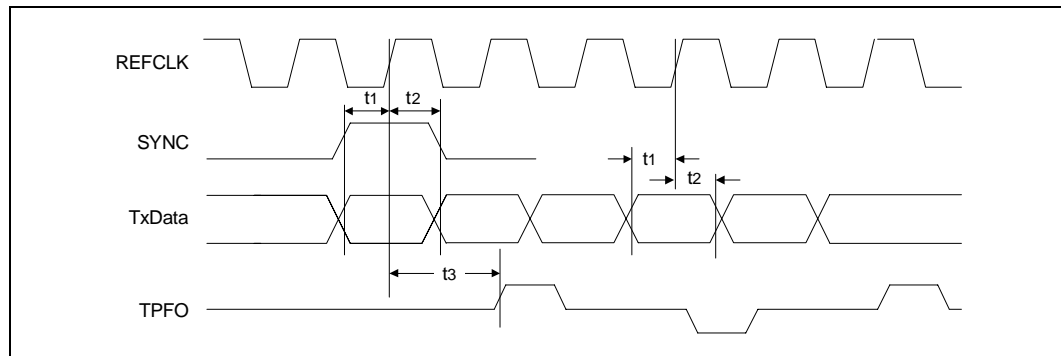 REFCLK
t1 t2
SYNC
t1
t2
TxData
t3
TPFO